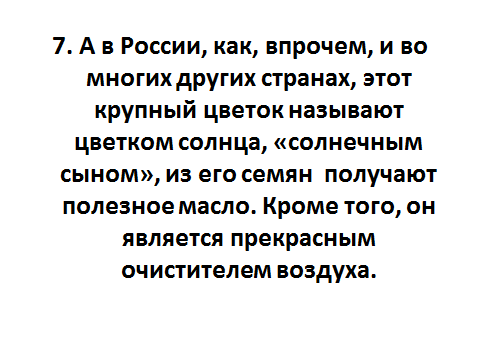 7. А в России, как, впрочем, и во
многих других странах, этот
крупный цветок называют
цветком солнца, «солнечным
сыном», из его семян получают
полезное масло. Кроме того, он
является прекрасным
очистителем воздуха.